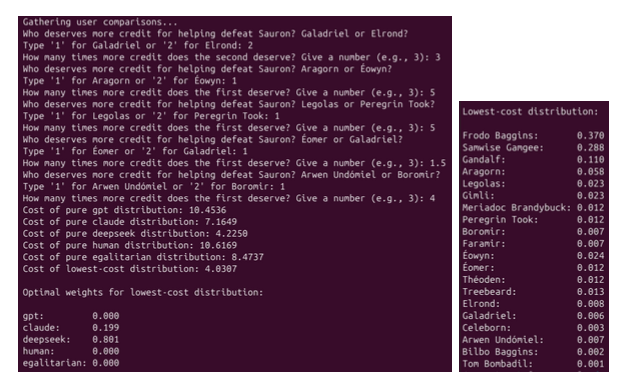 Gathering user comparisons...
Who deserves more credit for helping defeat Sauron? Galadriel or Elrond?
Type '1' for Galadriel or '2' for Elrond: 2
How many times more credit does the second deserve? Give a number (e.g., 3): 3
Who deserves more credit for helping defeat Sauron? Aragorn or Éowyn?
Type '1' for Aragorn or '2' for Éowyn: 1
How many times more credit does the first deserve? Give a number (e.g., 3): 5
Who deserves more credit for helping defeat Sauron? Legolas or Peregrin Took?
Type '1' for Legolas or '2' for Peregrin Took: 1
How many times more credit does the first deserve? Give a number (e.g., 3): 5
Who deserves more credit for helping defeat Sauron? Éomer or Galadriel?
Type '1' for Éomer or '2' for Galadriel: 1
How many times more credit does the first deserve? Give a number (e.g., 3): 1.5
Who deserves more credit for helping defeat Sauron? Arwen Undómiel or Boromir?
Type '1' for Arwen Undómiel or '2' for Boromir: 1
How many times more credit does the first deserve? Give a number (e.g., 3): 4
Cost of pure gpt distribution: 10.4536
Cost of pure claude distribution: 7.1649
Cost of pure deepseek distribution: 4.2250
Cost of pure human distribution: 10.6169
Cost of pure egalitarian distribution: 8.4737
Cost of lowest-cost distribution: 4.0307
Optimal weights for lowest-cost distribution:
gpt: 0.000
claude: 0.199
deepseek: 0.801
human: 0.000
egalitarian: 0.000
Lowest-cost distribution:
Frodo Baggins: 0.370
Samwise Gamgee: 0.288
Gandalf: 0.110
Aragorn: 0.058
Legolas: 0.023
Gimli: 0.023
Meriadoc Brandybuck: 0.012
Peregrin Took: 0.012
Boromir: 0.007
Faramir: 0.007
Éowyn: 0.024
Éomer: 0.012
Théoden: 0.012
Treebeard: 0.013
Elrond: 0.008
Galadriel: 0.006
Celeborn: 0.003
Arwen Undómiel: 0.007
Bilbo Baggins: 0.002
Tom Bombadil: 0.001